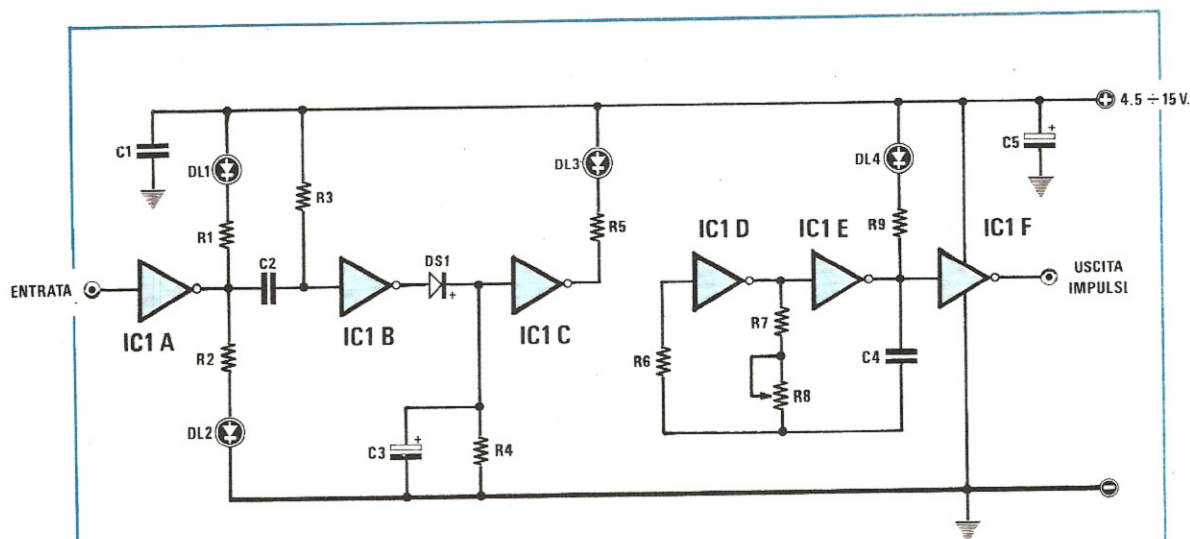 4.5 ÷ 15 V.
C1
DL1
R3
DL3
DL4
C5
+
R1
R5
R9
IC1 D
IC1 E
IC1 F
ENTRATA
C2
DS1
+
USCITA
IMPULSI
IC1 A
IC1 B
IC1 C
R2
R6
R7
C4
R8
DL2
C3
+
R4